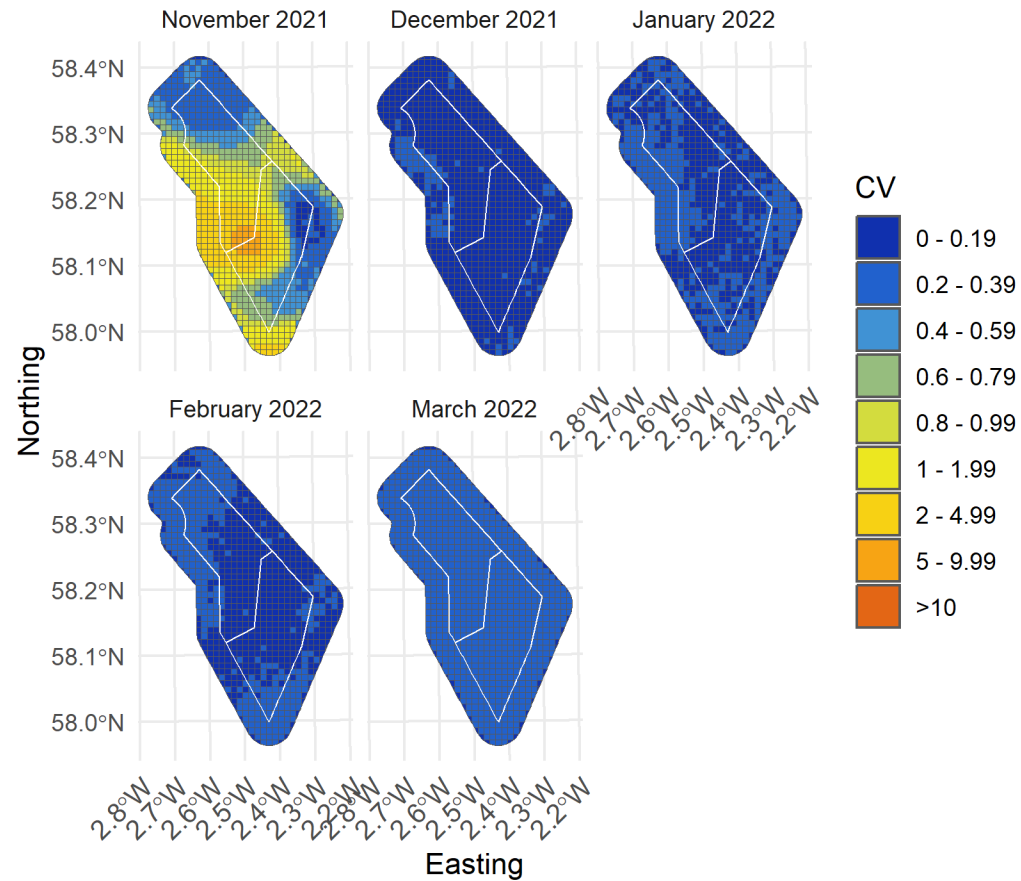 November 2021
December 2021
January 2022
58.4°N
58.3°N
58.2°N
58.1°N
58.0°N
2.8°W
2.7°W
2.6°W
2.5°W
2.4°W
2.3°W
2.2°W
February 2022
March 2022
58.4°N
58.3°N
58.2°N
58.1°N
58.0°N
2.8°W
2.7°W
2.6°W
2.5°W
2.4°W
2.3°W
2.2°W
2.8°W
2.7°W
2.6°W
2.5°W
2.4°W
2.3°W
2.2°W
Northing
Easting
CV
0 - 0.19
0.2 - 0.39
0.4 - 0.59
0.6 - 0.79
0.8 - 0.99
1 - 1.99
2 - 4.99
5 - 9.99
>10